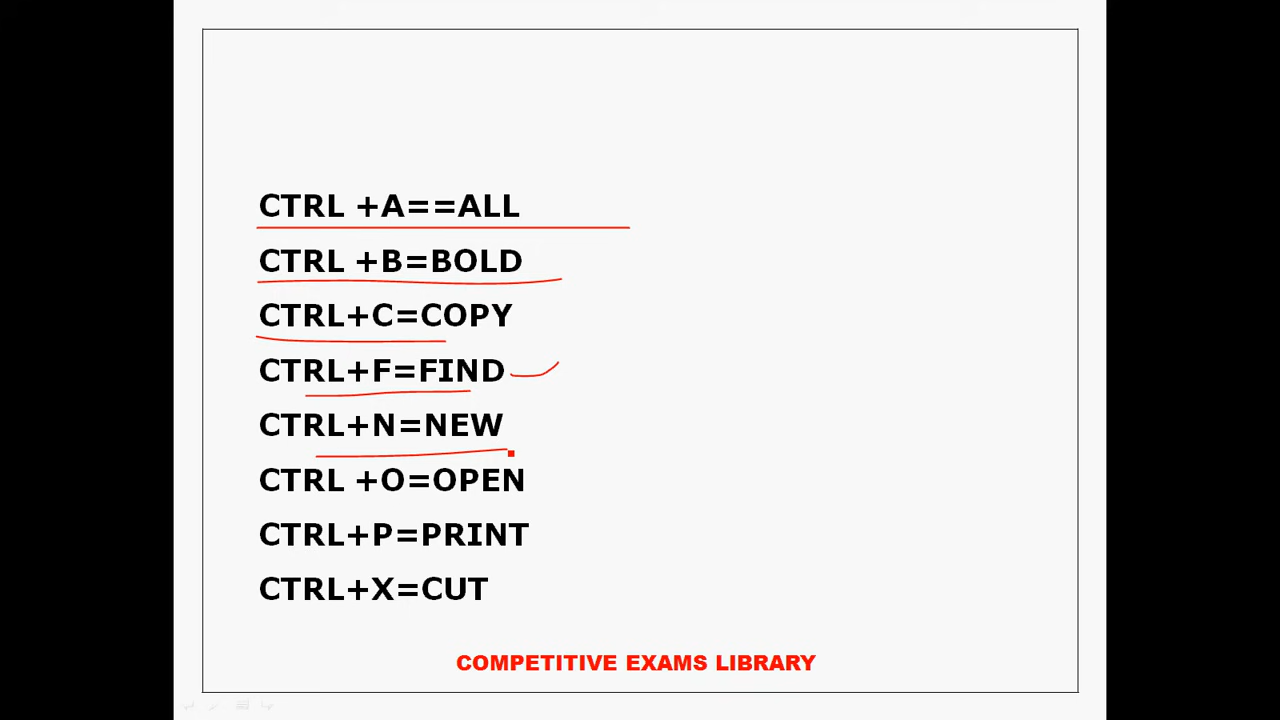 CTRL +A==ALL
CTRL +B=BOLD
CTRL+C=COPY
CTRL+F=FIND
CTRL+N=NEW
CTRL +O=OPEN
CTRL+P=PRINT
CTRL+X=CUT
COMPETITIVE EXAMS LIBRARY